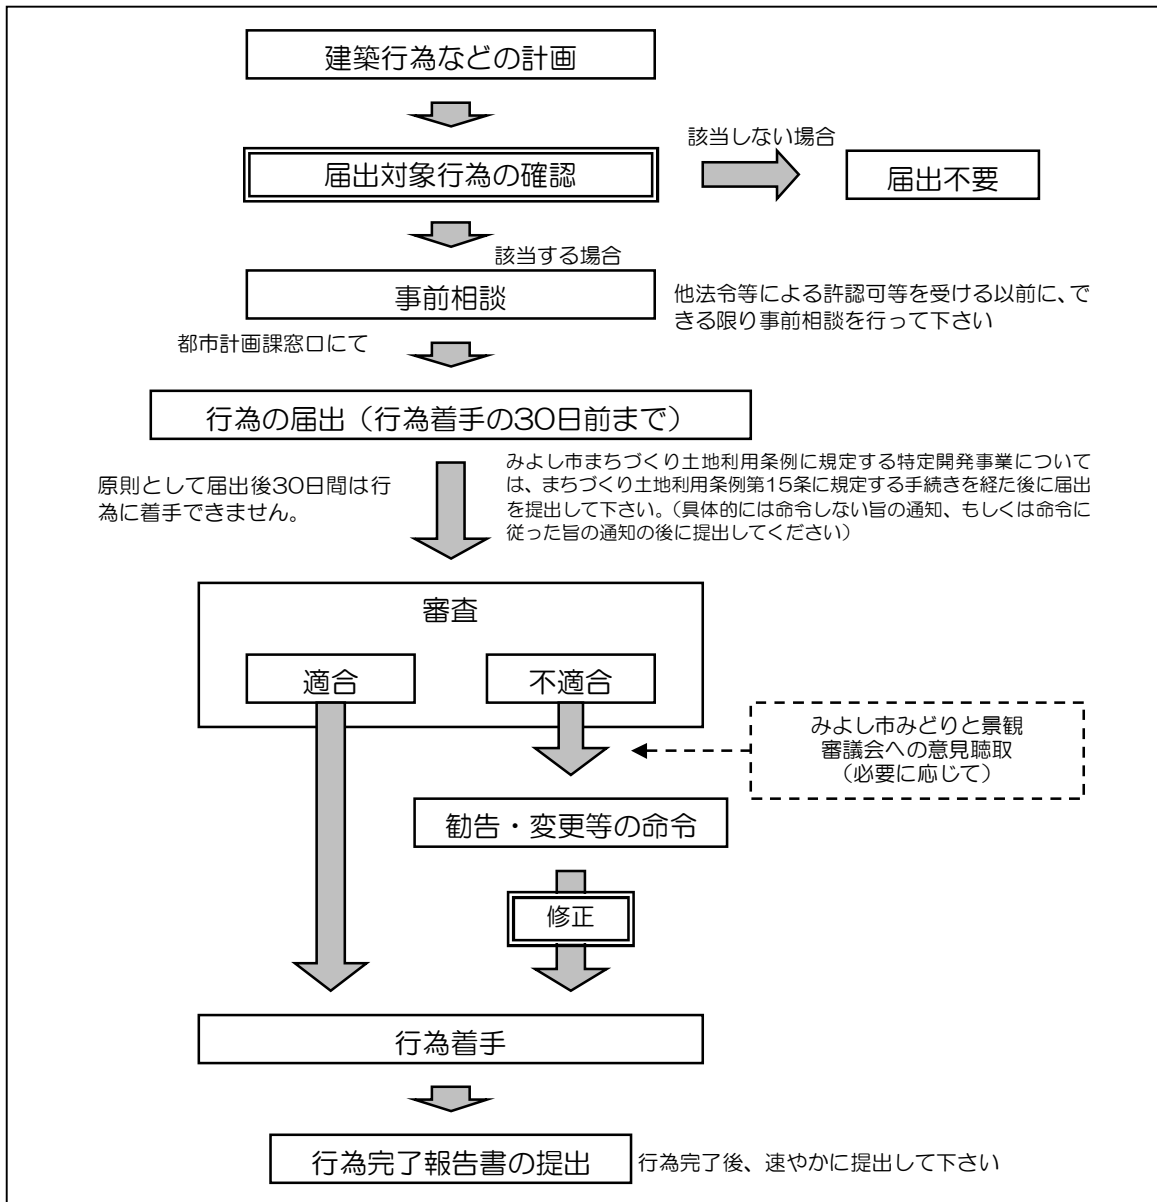 建築行為などの計画
該当しない場合
届出対象行為の確認
届出不要
該当する場合
事前相談
他法令等による許認可等を受ける以前に、で
きる限り事前相談を行って下さい
都市計画課窓口にて
行為の届出（行為着手の30日前まで）
原則として届出後30日間は行
為に着手できません。
みよし市まちづくり土地利用条例に規定する特定開発事業について
は、まちづくり土地利用条例第15条に規定する手続きを経た後に届出
を提出して下さい。（具体的には命令しない旨の通知、もしくは命令に
従った旨の通知の後に提出してください）
審査
適合
不適合
みよし市みどりと景観
審議会への意見聴取
（必要に応じて）
勧告・変更等の命令
修正
行為着手
行為完了報告書の提出
行為完了後、速やかに提出して下さい